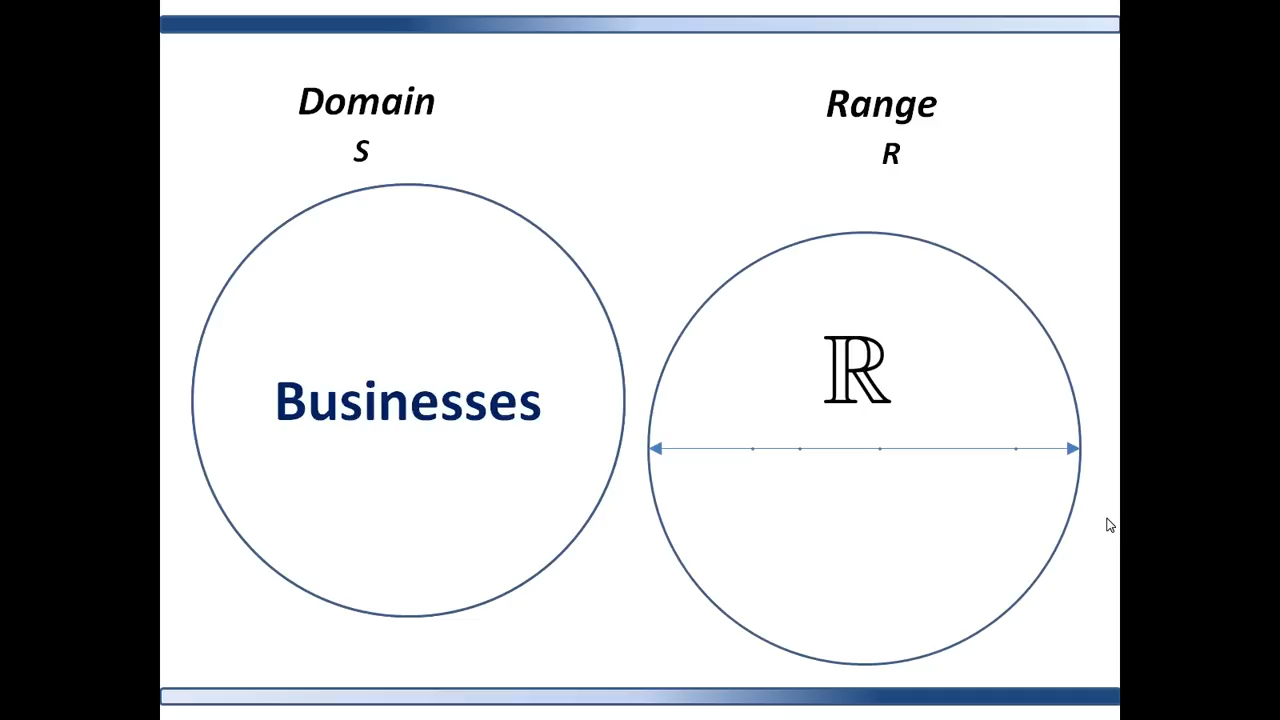 Domain
S
Range
R
Businesses
ℝ